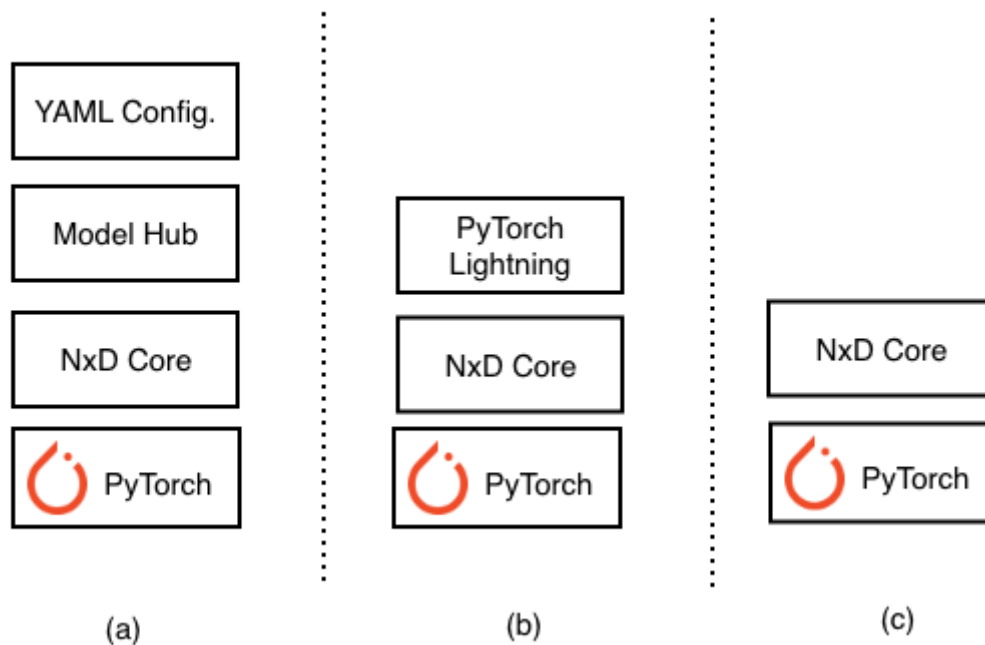 YAML Config.
Model Hub
NxD Core
PyTorch
(a)
PyTorch
Lightning
NxD Core
PyTorch
(b)
NxD Core
PyTorch
(c)